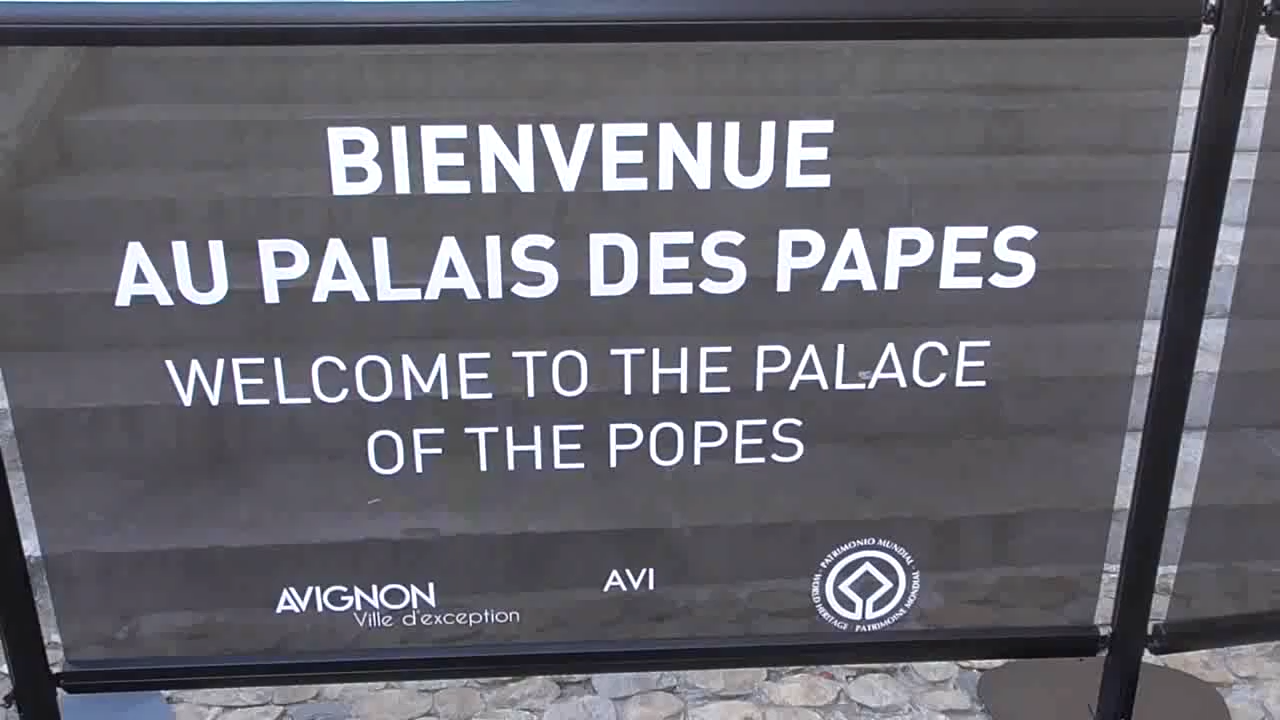 BIENVENUE
AU PALAIS DES PAPES
WELCOME TO THE PALACE
OF THE POPES
AVIGNON
Ville d'exception
AVI
· PATRIMONIO MUNDIAL · WORLD HERITAGE · PATRIMOINE MONDIAL